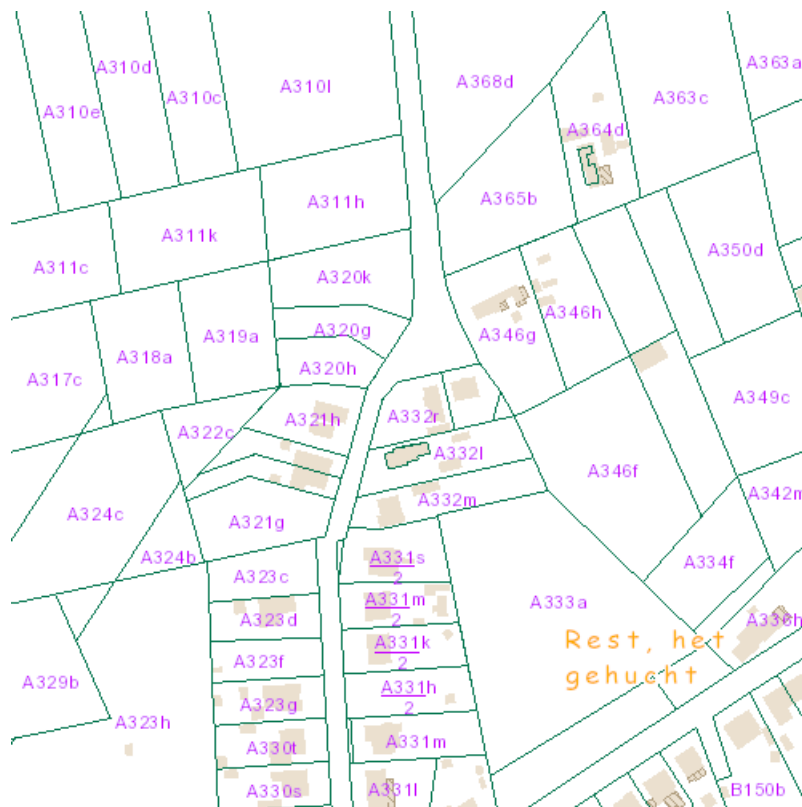 A310e
A310d
A310c
A310l
A368d
A364d
A363c
A363a
A365b
A311h
A311k
A311c
A320k
A350d
A346h
A346g
A320g
A319a
A318a
A317c
A320h
A349c
A332r
A321h
A322c
A332l
A346f
A342m
A332m
A324c
A321g
A324b
A331s
2
A334f
A323c
A331m
2
A333a
A323d
A336h
Rest, het
gehucht
A331k
2
A323f
A329b
A331h
2
A323g
A323h
A330t
A331m
A330s
A331l
B150b